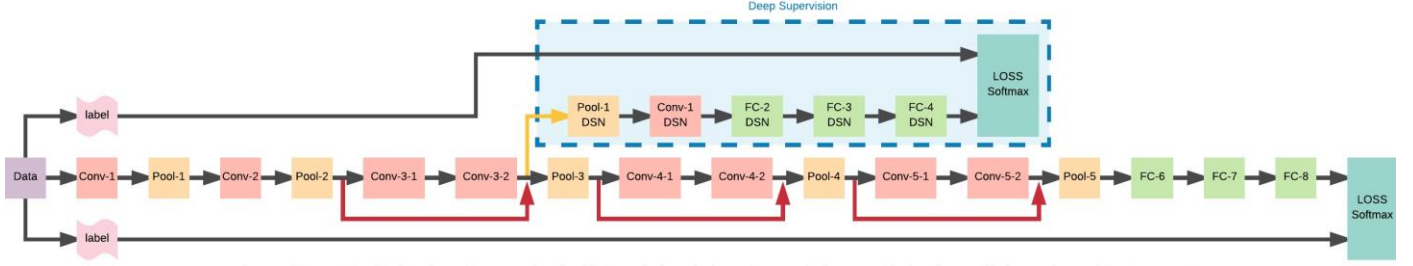 Deep Supervision
LOSS
Softmax
label
Pool-1
DSN
Conv-1
DSN
FC-2
DSN
FC-3
DSN
FC-4
DSN
Data
Conv-1
Pool-1
Conv-2
Pool-2
Conv-3-1
Conv-3-2
Pool-3
Conv-4-1
Conv-4-2
Pool-4
Conv-5-1
Conv-5-2
Pool-5
FC-6
FC-7
FC-8
LOSS
Softmax
label